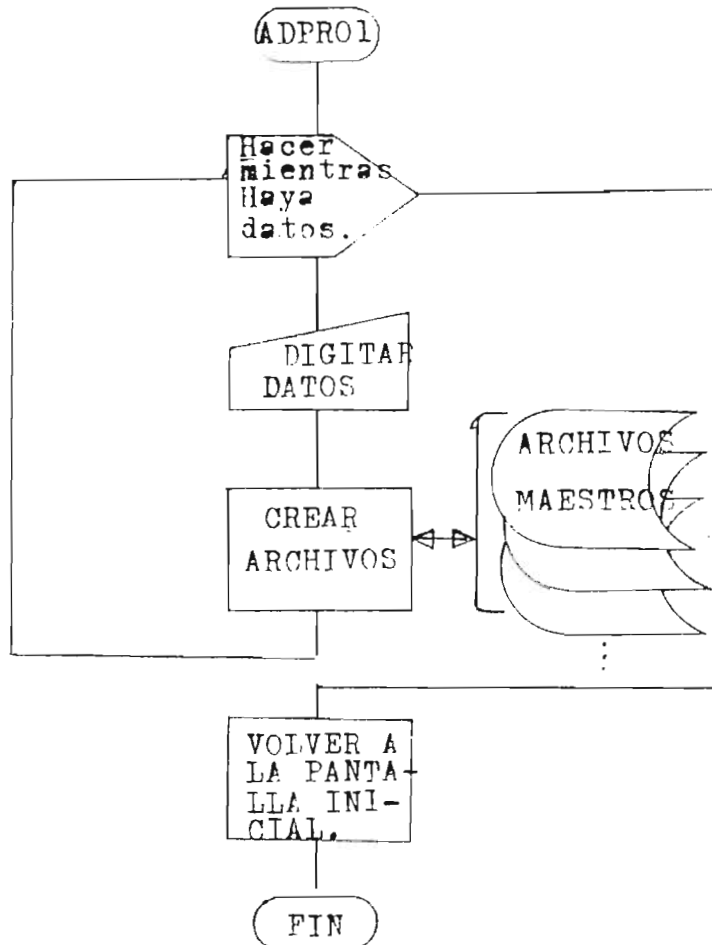 ADPRO1
Hacer
mientras
Haya
datos.
DIGITAR
DATOS
CREAR
ARCHIVOS
ARCHIVOS
MAESTROS
VOLVER A
LA PANTA-
LLA INI-
CIAL.
FIN